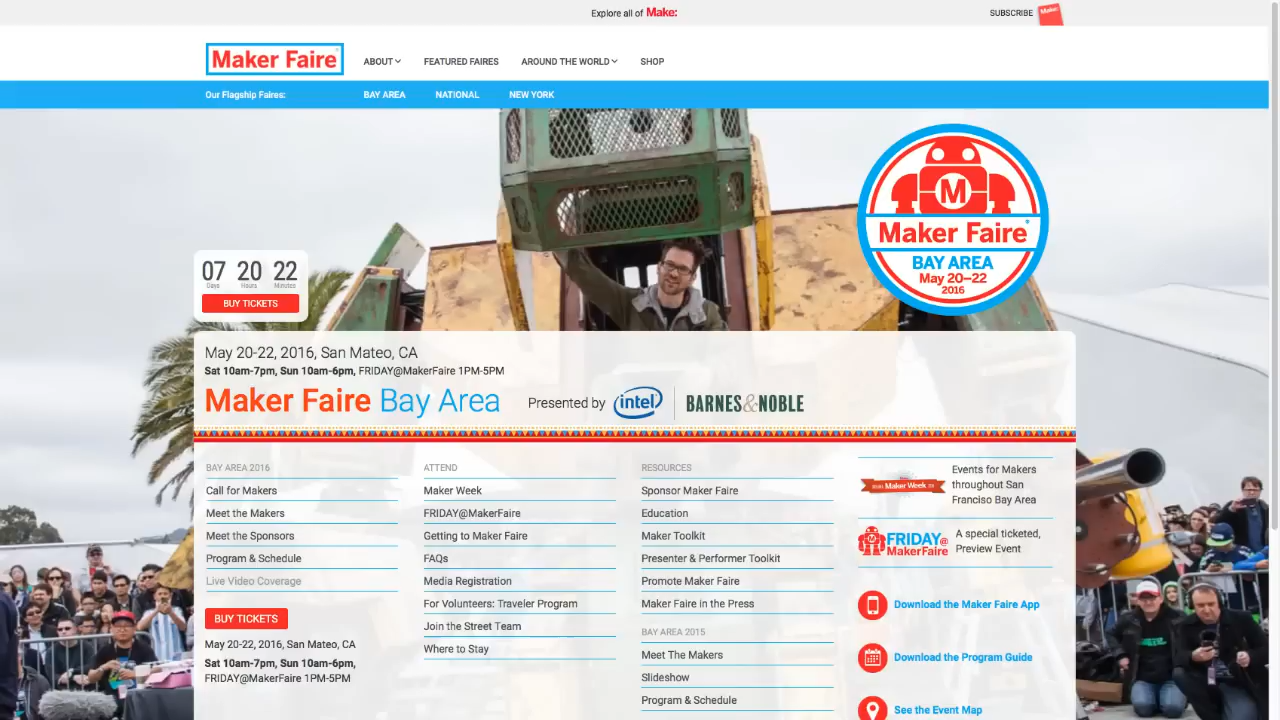 Explore all of Make:
SUBSCRIBE
Make:
Maker Faire
ABOUT
FEATURED FAIRES
AROUND THE WORLD
SHOP
Our Flagship Faires:
BAY AREA
NATIONAL
NEW YORK
M
Maker Faire®
BAY AREA
May 20–22
2016
07 20 22
Days Hours Minutes
BUY TICKETS
May 20-22, 2016, San Mateo, CA
Sat 10am-7pm, Sun 10am-6pm, FRIDAY@MakerFaire 1PM-5PM
Maker Faire Bay Area
Presented by intel BARNES&NOBLE
BAY AREA 2016
Call for Makers
Meet the Makers
Meet the Sponsors
Program & Schedule
Live Video Coverage
BUY TICKETS
May 20-22, 2016, San Mateo, CA
Sat 10am-7pm, Sun 10am-6pm,
FRIDAY@MakerFaire 1PM-5PM
ATTEND
Maker Week
FRIDAY@MakerFaire
Getting to Maker Faire
FAQs
Media Registration
For Volunteers: Traveler Program
Join the Street Team
Where to Stay
RESOURCES
Sponsor Maker Faire
Education
Maker Toolkit
Presenter & Performer Toolkit
Promote Maker Faire
Maker Faire in the Press
BAY AREA 2015
Meet The Makers
Slideshow
Program & Schedule
Maker Week
Events for Makers
throughout San
Franciso Bay Area
FRIDAY@
MakerFaire
A special ticketed,
Preview Event
Download the Maker Faire App
Download the Program Guide
See the Event Map